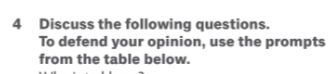 4 Discuss the following questions.
To defend your opinion, use the prompts
from the table below.